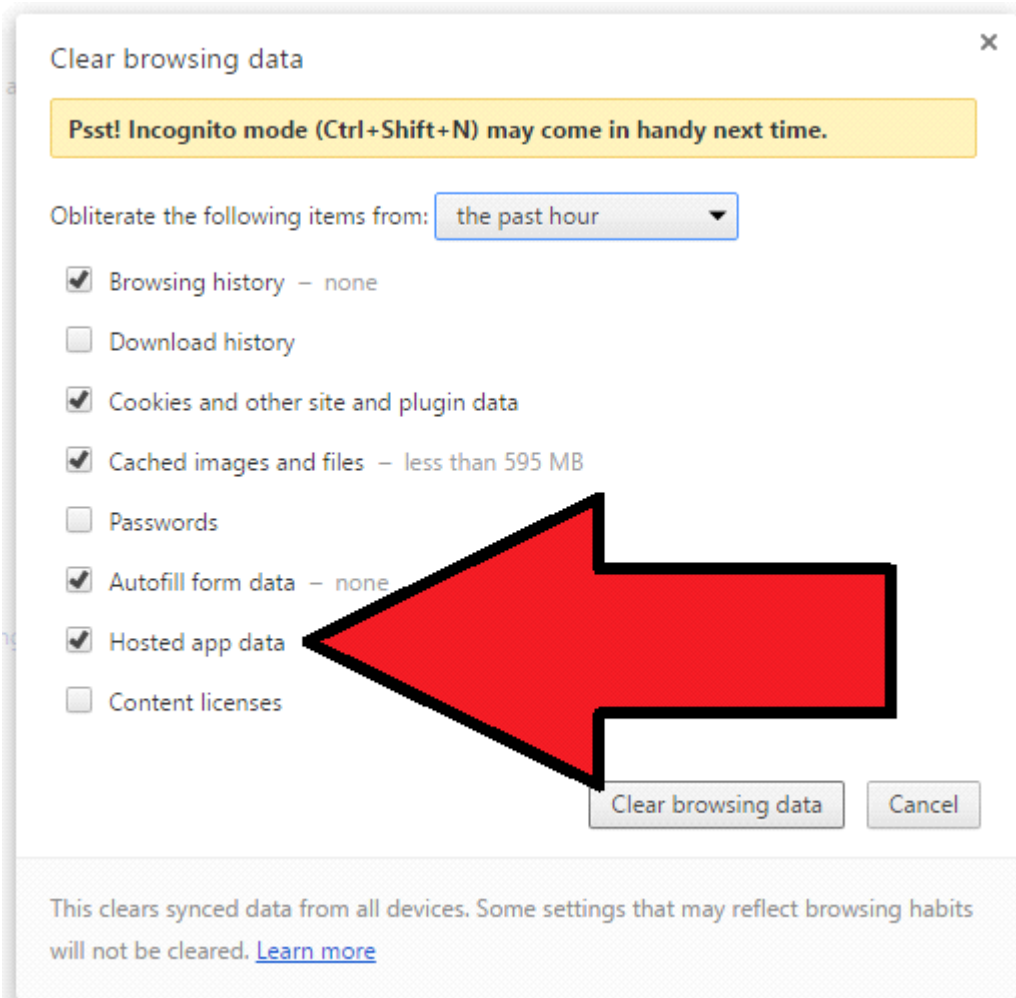 Clear browsing data
Psst! Incognito mode (Ctrl+Shift+N) may come in handy next time.
Obliterate the following items from: the past hour
Browsing history – none
Download history
Cookies and other site and plugin data
Cached images and files – less than 595 MB
Passwords
Autofill form data – none
Hosted app data
Content licenses
Clear browsing data Cancel
This clears synced data from all devices. Some settings that may reflect browsing habits
will not be cleared. Learn more